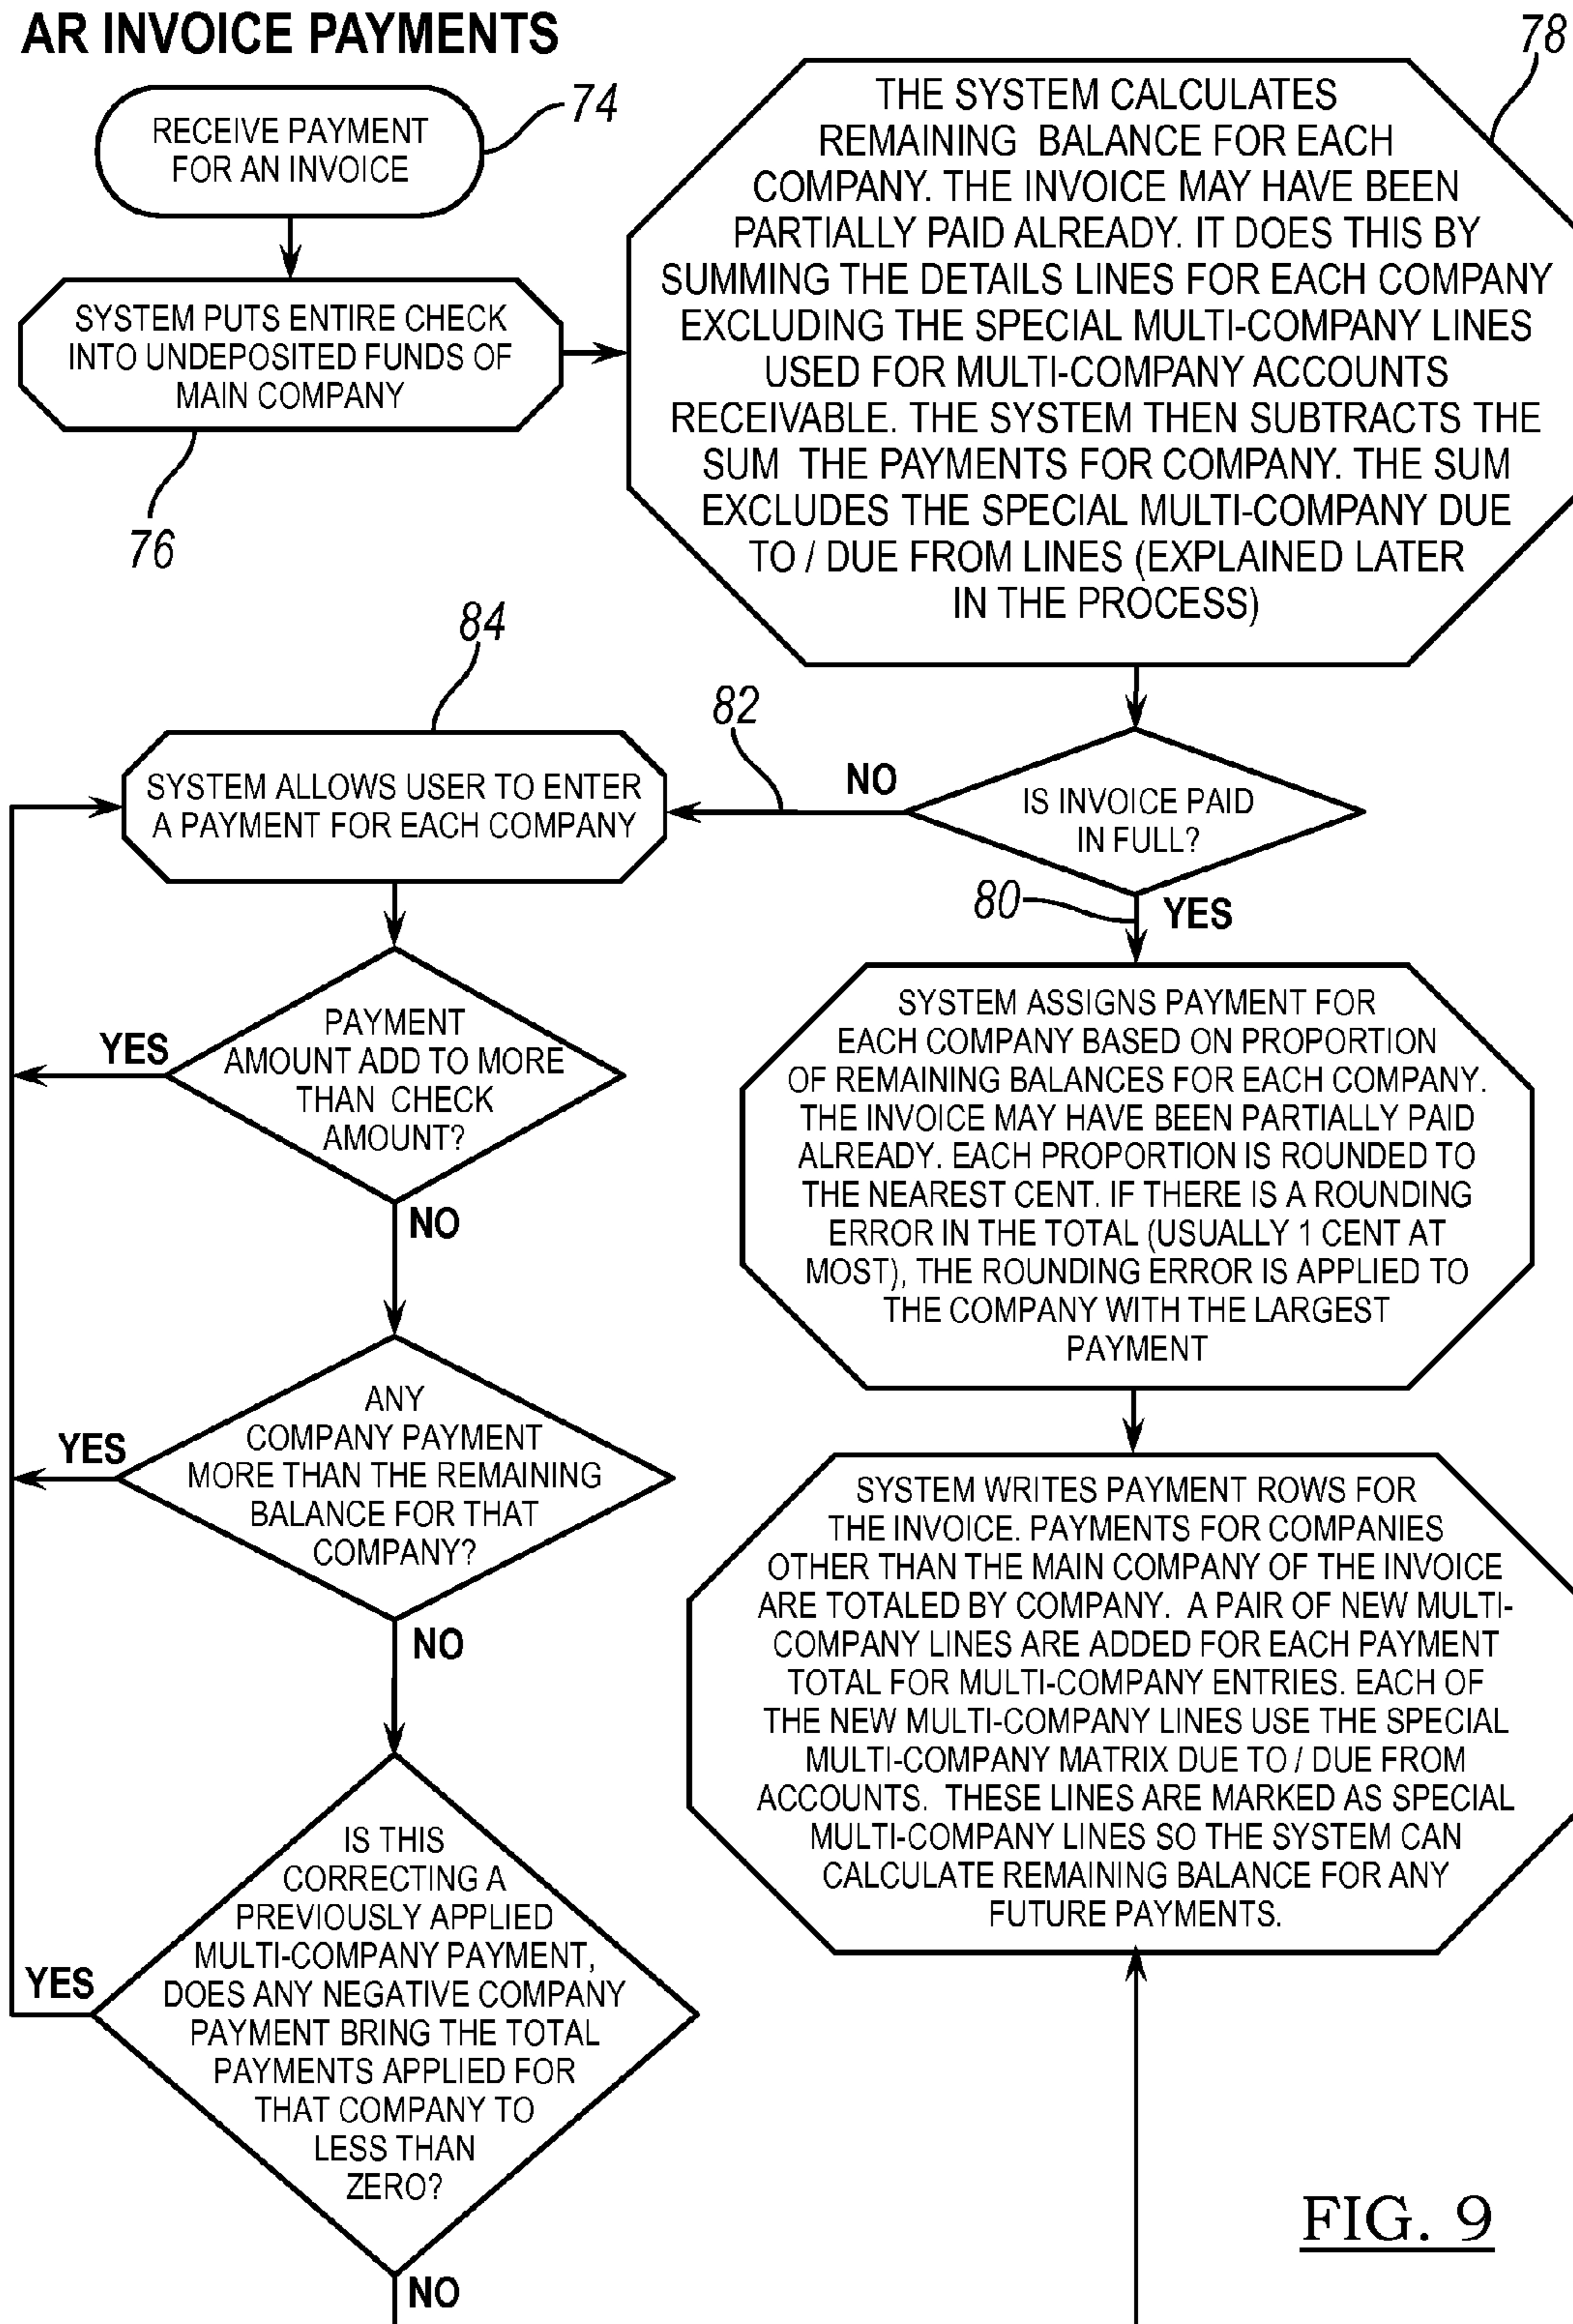 AR INVOICE PAYMENTS
74
RECEIVE PAYMENT
FOR AN INVOICE
SYSTEM PUTS ENTIRE CHECK
INTO UNDEPOSITED FUNDS OF
MAIN COMPANY
76
78
THE SYSTEM CALCULATES
REMAINING BALANCE FOR EACH
COMPANY. THE INVOICE MAY HAVE BEEN
PARTIALLY PAID ALREADY. IT DOES THIS BY
SUMMING THE DETAILS LINES FOR EACH COMPANY
EXCLUDING THE SPECIAL MULTI-COMPANY LINES
USED FOR MULTI-COMPANY ACCOUNTS
RECEIVABLE. THE SYSTEM THEN SUBTRACTS THE
SUM THE PAYMENTS FOR COMPANY. THE SUM
EXCLUDES THE SPECIAL MULTI-COMPANY DUE
TO / DUE FROM LINES (EXPLAINED LATER
IN THE PROCESS)
IS INVOICE PAID
IN FULL?
NO
82
84
SYSTEM ALLOWS USER TO ENTER
A PAYMENT FOR EACH COMPANY
PAYMENT
AMOUNT ADD TO MORE
THAN CHECK
AMOUNT?
YES
NO
ANY
COMPANY PAYMENT
MORE THAN THE REMAINING
BALANCE FOR THAT
COMPANY?
YES
NO
IS THIS
CORRECTING A
PREVIOUSLY APPLIED
MULTI-COMPANY PAYMENT,
DOES ANY NEGATIVE COMPANY
PAYMENT BRING THE TOTAL
PAYMENTS APPLIED FOR
THAT COMPANY TO
LESS THAN
ZERO?
YES
NO
80
YES
SYSTEM ASSIGNS PAYMENT FOR
EACH COMPANY BASED ON PROPORTION
OF REMAINING BALANCES FOR EACH COMPANY.
THE INVOICE MAY HAVE BEEN PARTIALLY PAID
ALREADY. EACH PROPORTION IS ROUNDED TO
THE NEAREST CENT. IF THERE IS A ROUNDING
ERROR IN THE TOTAL (USUALLY 1 CENT AT
MOST), THE ROUNDING ERROR IS APPLIED TO
THE COMPANY WITH THE LARGEST
PAYMENT
SYSTEM WRITES PAYMENT ROWS FOR
THE INVOICE. PAYMENTS FOR COMPANIES
OTHER THAN THE MAIN COMPANY OF THE INVOICE
ARE TOTALED BY COMPANY. A PAIR OF NEW MULTI-
COMPANY LINES ARE ADDED FOR EACH PAYMENT
TOTAL FOR MULTI-COMPANY ENTRIES. EACH OF
THE NEW MULTI-COMPANY LINES USE THE SPECIAL
MULTI-COMPANY MATRIX DUE TO / DUE FROM
ACCOUNTS. THESE LINES ARE MARKED AS SPECIAL
MULTI-COMPANY LINES SO THE SYSTEM CAN
CALCULATE REMAINING BALANCE FOR ANY
FUTURE PAYMENTS.
FIG. 9